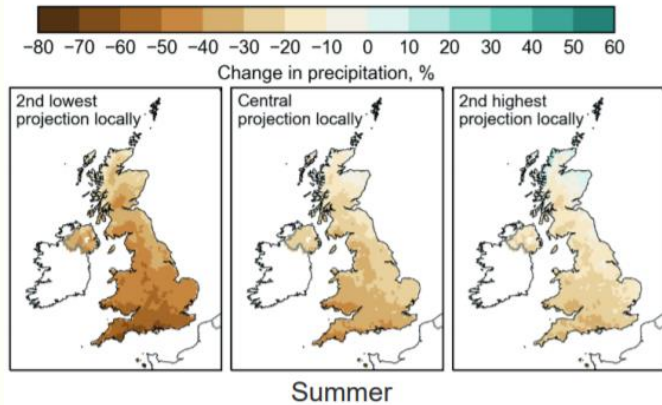 −80 −70 −60 −50 −40 −30 −20 −10 0 10 20 30 40 50 60
Change in precipitation, %
2nd lowest
projection locally
Central
projection locally
2nd highest
projection locally
Summer